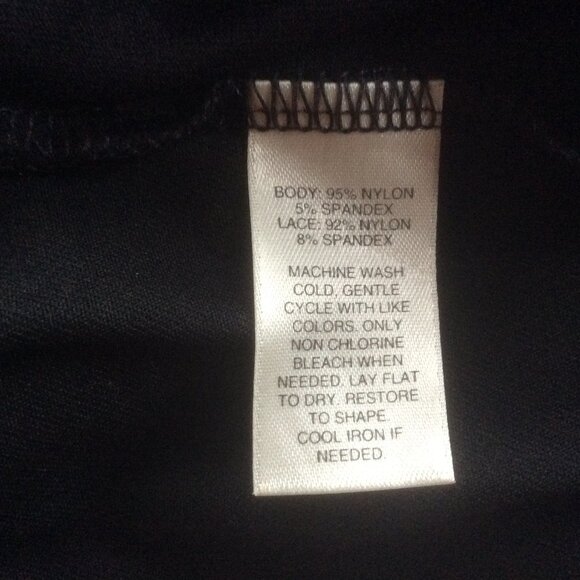 BODY: 95% NYLON
5% SPANDEX
LACE: 92% NYLON
8% SPANDEX
MACHINE WASH
COLD, GENTLE
CYCLE WITH LIKE
COLORS. ONLY
NON CHLORINE
BLEACH WHEN
NEEDED. LAY FLAT
TO DRY. RESTORE
TO SHAPE.
COOL IRON IF
NEEDED.